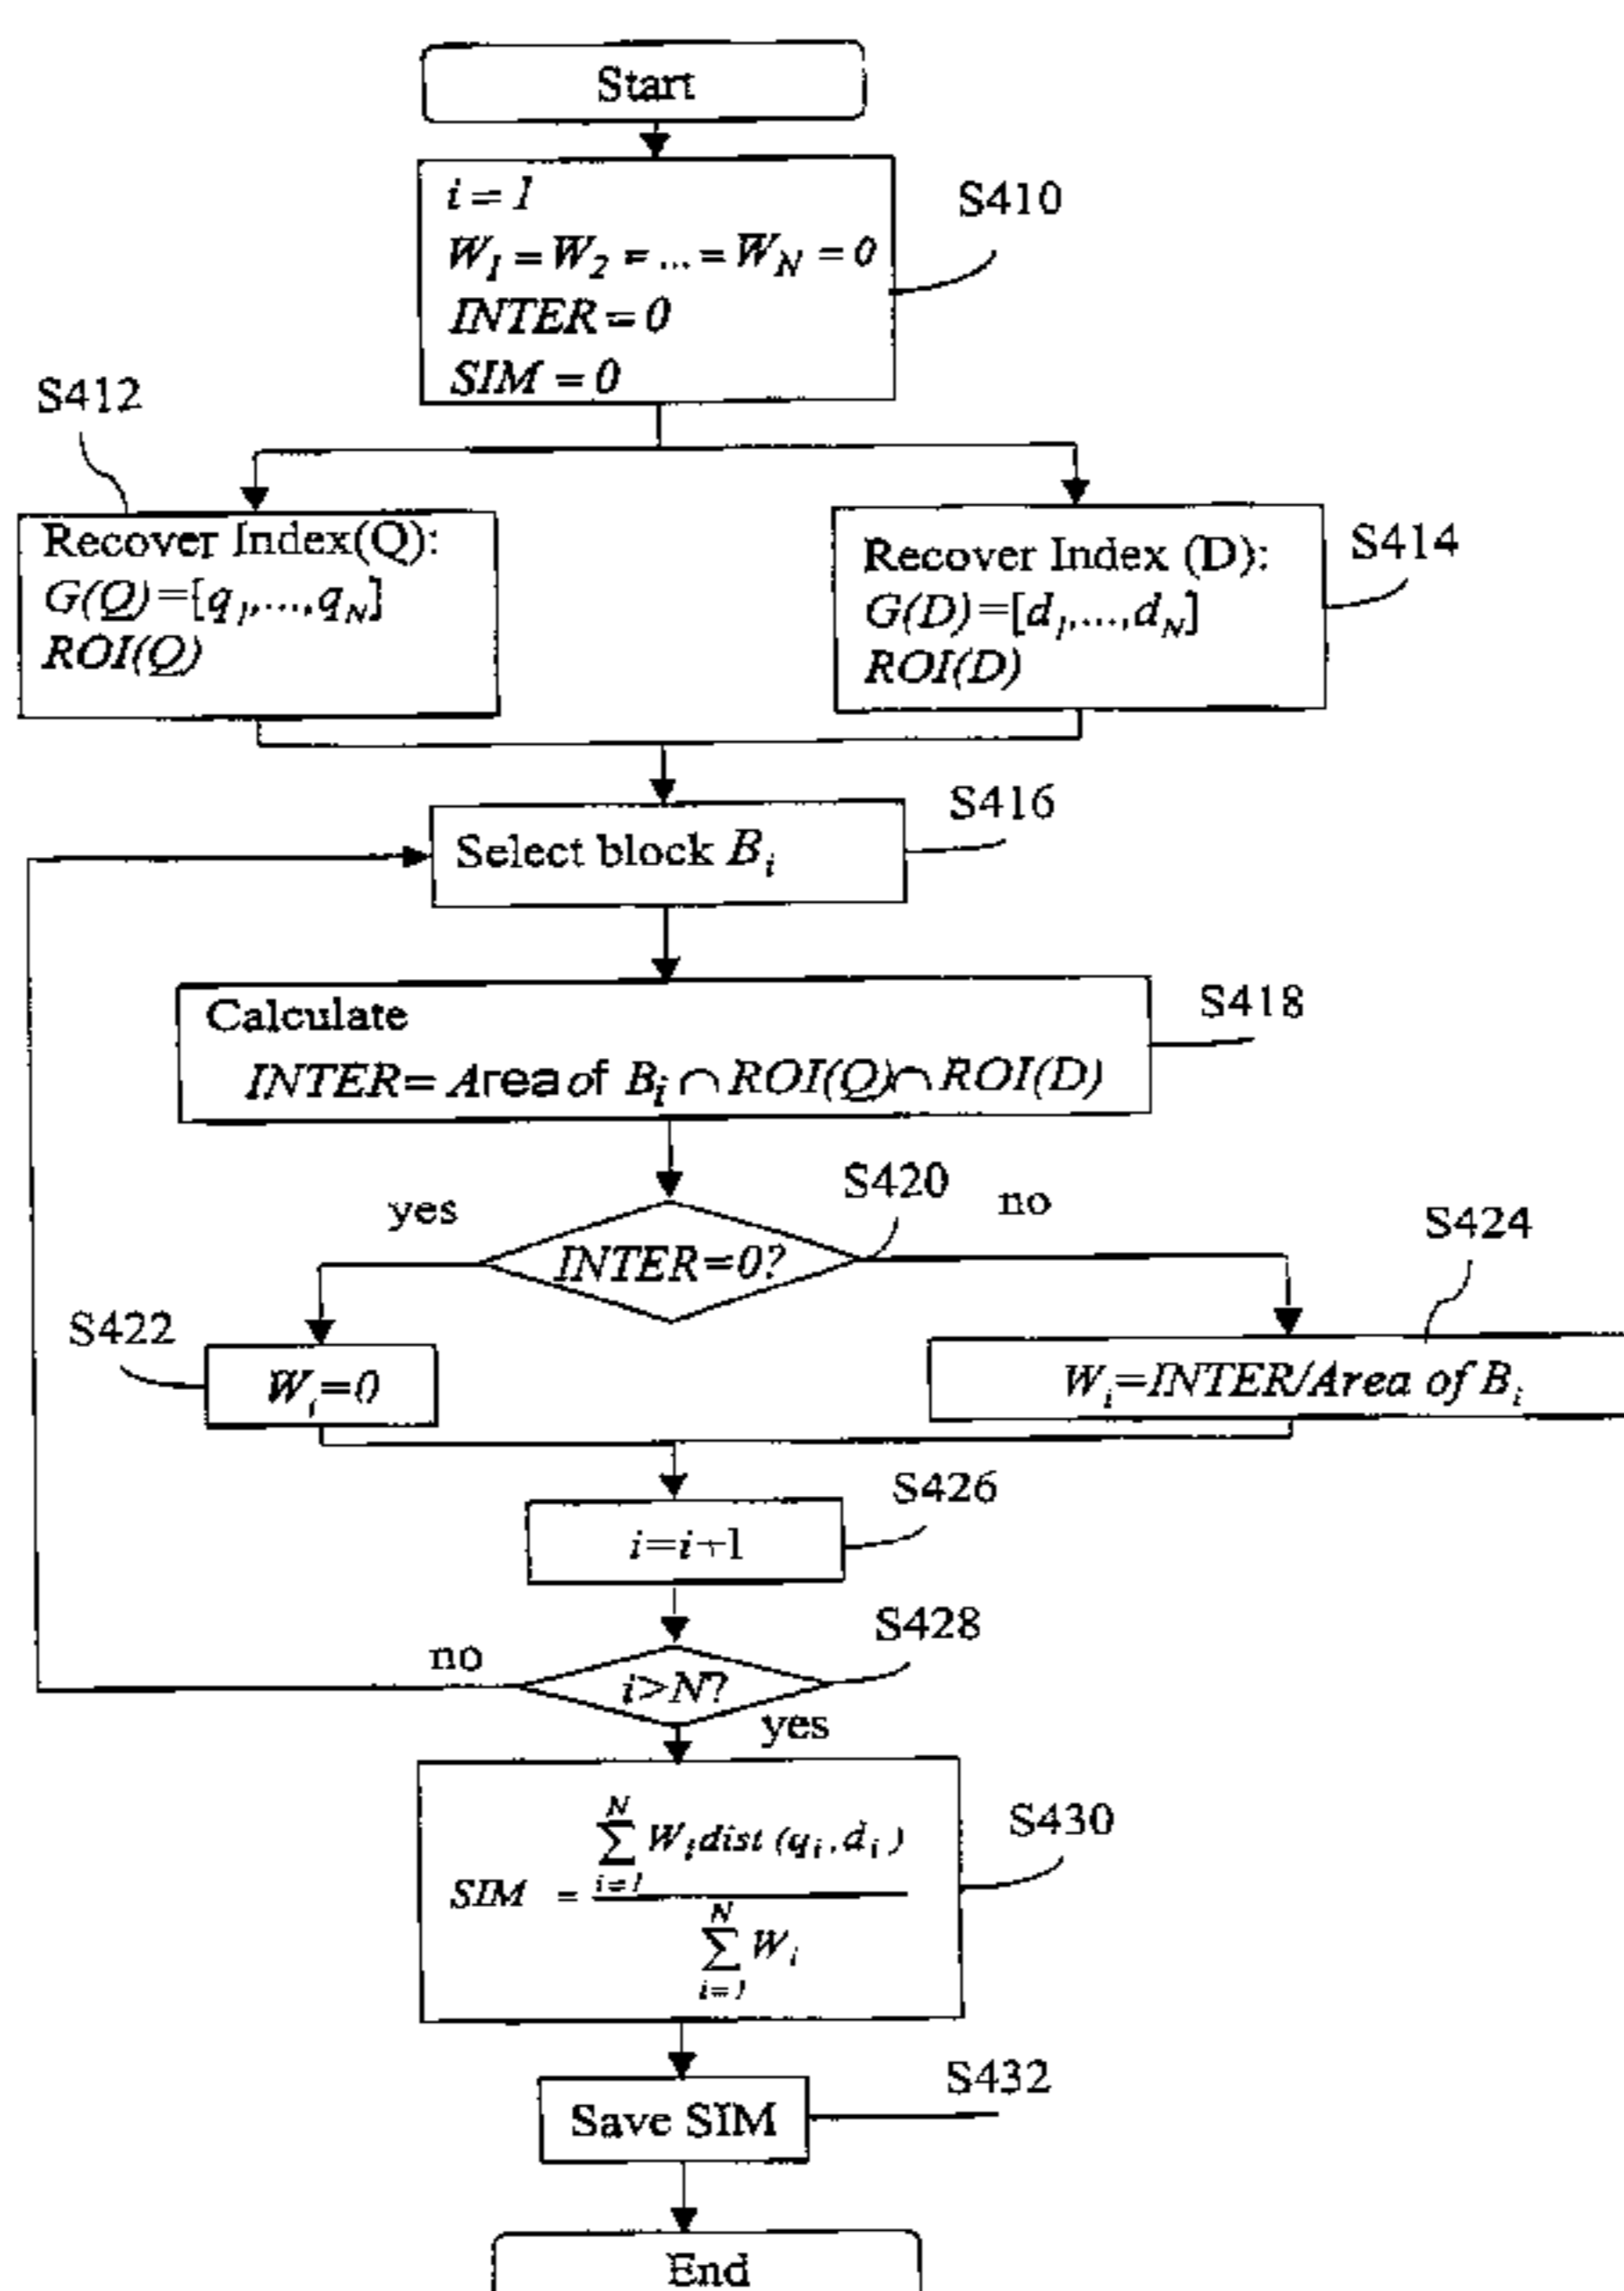 Start
i = 1
W1 = W2 = ... = WN = 0
INTER = 0
SIM = 0
S410
S412
Recover Index(Q):
G(Q)=[q1,...,qN]
ROI(Q)
Recover Index (D):
G(D)=[d1,...,dN]
ROI(D)
S414
Select block Bi
S416
Calculate
INTER= Area of Bi ∩ ROI(Q)∩ ROI(D)
S418
yes
INTER=0?
S420
no
S422
Wi=0
S424
Wi=INTER/Area of Bi
i=i+1
S426
no
i>N?
S428
yes
N
∑ Wi dist (qi, di)
i=1
SIM =
N
∑ Wi
i=1
S430
Save SIM
S432
End